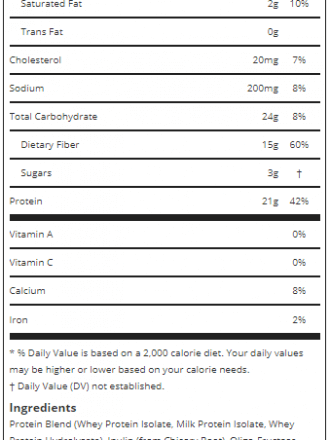 Saturated Fat 2g 10%
Trans Fat 0g
Cholesterol 20mg 7%
Sodium 200mg 8%
Total Carbohydrate 24g 8%
Dietary Fiber 15g 60%
Sugars 3g †
Protein 21g 42%
Vitamin A 0%
Vitamin C 0%
Calcium 8%
Iron 2%
* % Daily Value is based on a 2,000 calorie diet. Your daily values
may be higher or lower based on your calorie needs.
† Daily Value (DV) not established.
Ingredients
Protein Blend (Whey Protein Isolate, Milk Protein Isolate, Whey
Protein Hydrolysate), Inulin (from Chicory Root), Oligo-Fructose